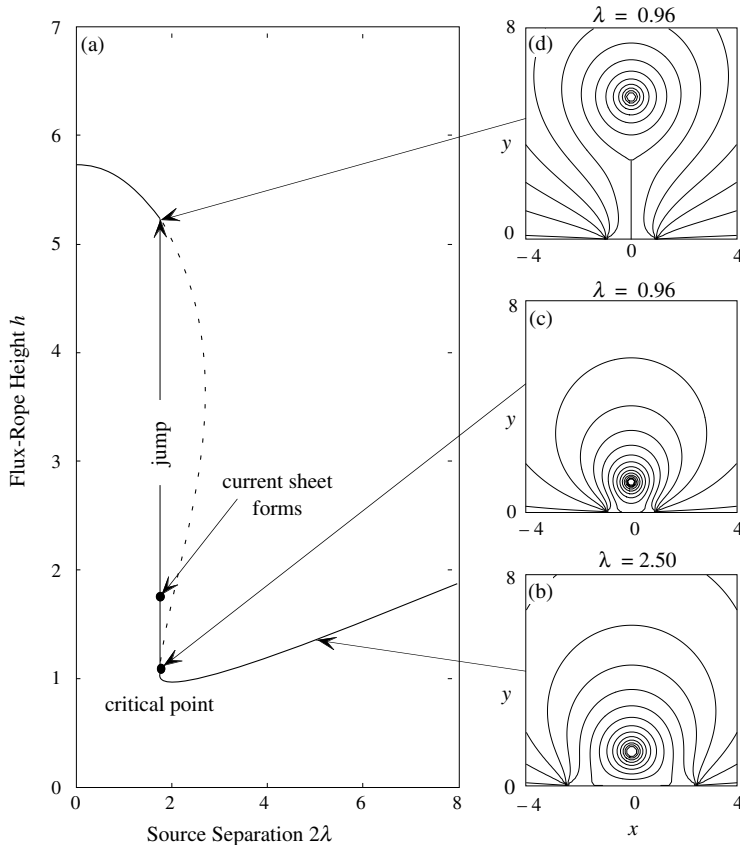 (a)
7
6
5
4
3
2
1
0
0
2
4
6
8
Flux-Rope Height h
Source Separation 2λ
jump
current sheet
forms
critical point
λ = 0.96
(d)
8
y
0
– 4
0
4
λ = 0.96
(c)
8
y
0
– 4
0
4
λ = 2.50
(b)
8
y
0
– 4
0
4
x